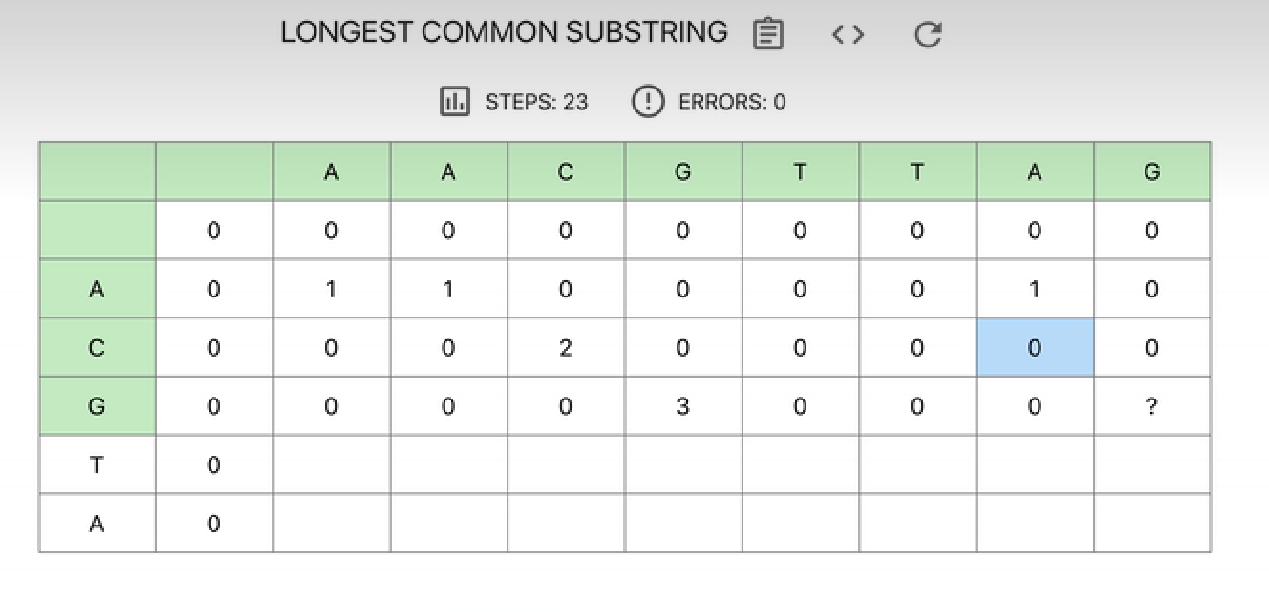 LONGEST COMMON SUBSTRING
STEPS: 23 ERRORS: 0
A A C G T T A G
0 0 0 0 0 0 0 0 0
A 0 1 1 0 0 0 0 1 0
C 0 0 0 2 0 0 0 0 0
G 0 0 0 0 3 0 0 0 ?
T 0
A 0